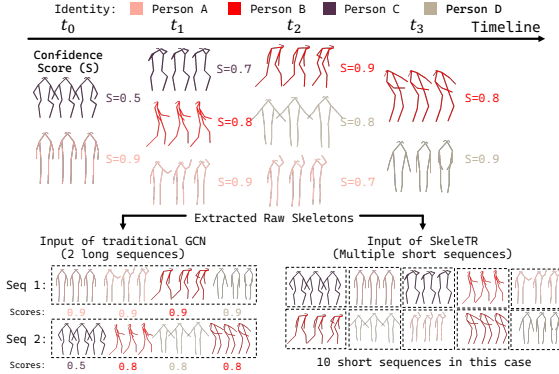 Identity: Person A Person B Person C Person D
t0 t1 t2 t3 Timeline
Confidence
Score (S)
S=0.5
S=0.9
S=0.7
S=0.8
S=0.9
S=0.9
S=0.8
S=0.7
S=0.8
S=0.9
Extracted Raw Skeletons
Input of traditional GCN
(2 long sequences)
Seq 1:
Scores: 0.9 0.9 0.9 0.9
Seq 2:
Scores: 0.5 0.8 0.8 0.8
Input of SkeleTR
(Multiple short sequences)
10 short sequences in this case